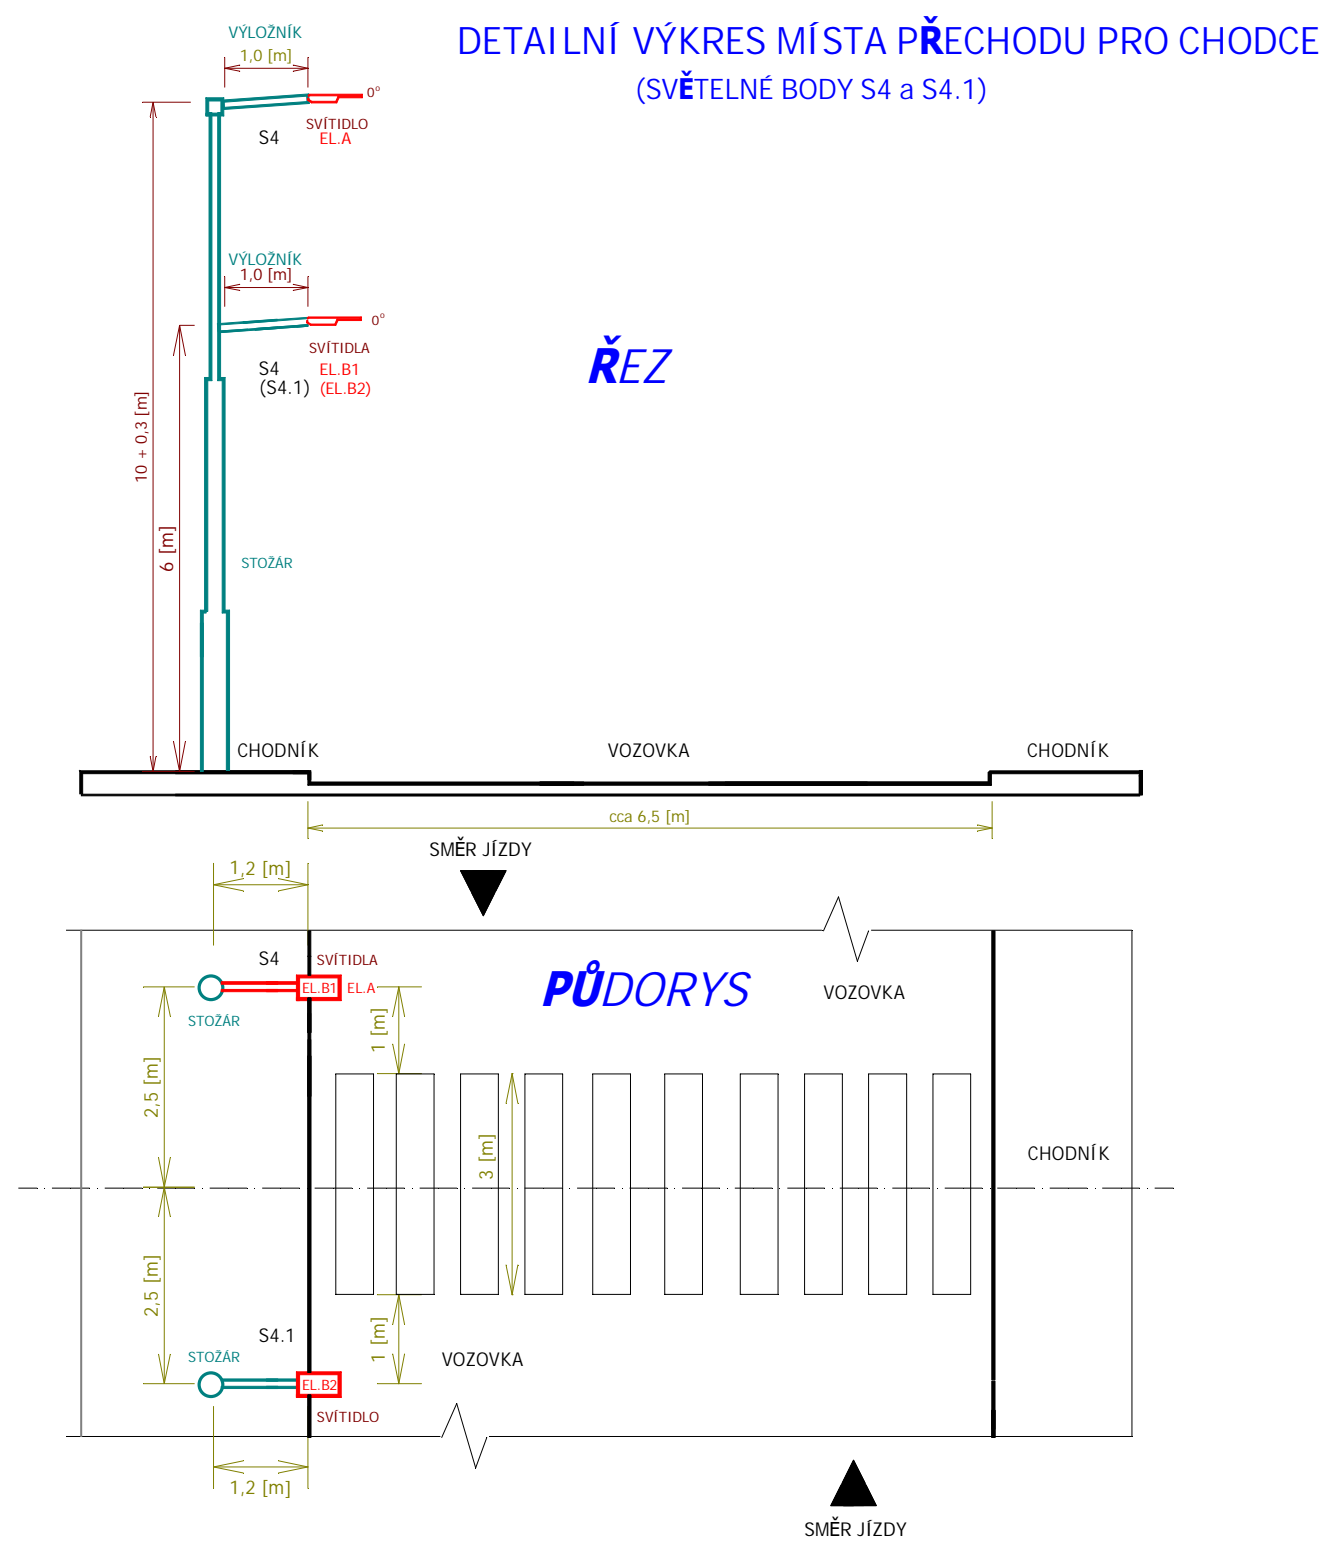 DETAILNÍ VÝKRES MÍSTA PŘECHODU PRO CHODCE
(SVĚTELNÉ BODY S4 a S4.1)
VÝLOŽNÍK
1,0 [m]
0°
SVÍTIDLO
S4 EL.A
VÝLOŽNÍK
1,0 [m]
0°
SVÍTIDLA
S4 EL.B1
(S4.1) (EL.B2)
ŘEZ
10 + 0,3 [m]
6 [m]
STOŽÁR
CHODNÍK VOZOVKA CHODNÍK
cca 6,5 [m]
SMĚR JÍZDY
1,2 [m]
S4 SVÍTIDLA
EL.B1 EL.A
PŮDORYS
VOZOVKA
STOŽÁR
1 [m]
2,5 [m]
3 [m]
CHODNÍK
2,5 [m]
S4.1
1 [m]
STOŽÁR
VOZOVKA
EL.B2
SVÍTIDLO
1,2 [m]
SMĚR JÍZDY